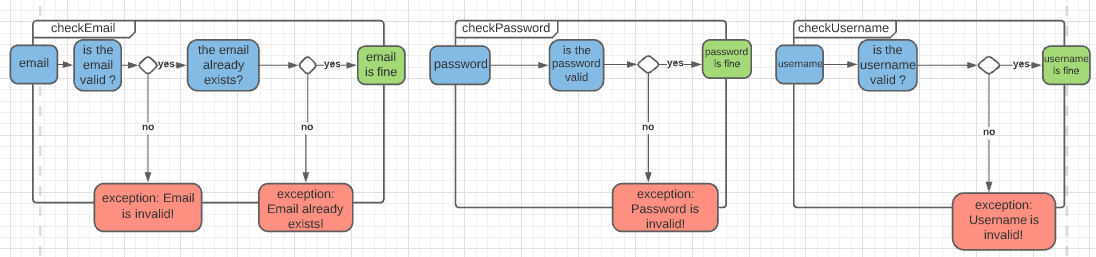 checkEmail
email
is the
email
valid ?
yes
the email
already
exists?
yes
email
is fine
no
no
exception: Email
is invalid!
exception:
Email already
exists!
checkPassword
password
is the
password
valid
yes
password
is fine
no
exception:
Password is
invalid!
checkUsername
username
is the
username
valid ?
yes
username
is fine
no
exception:
Username is
invalid!